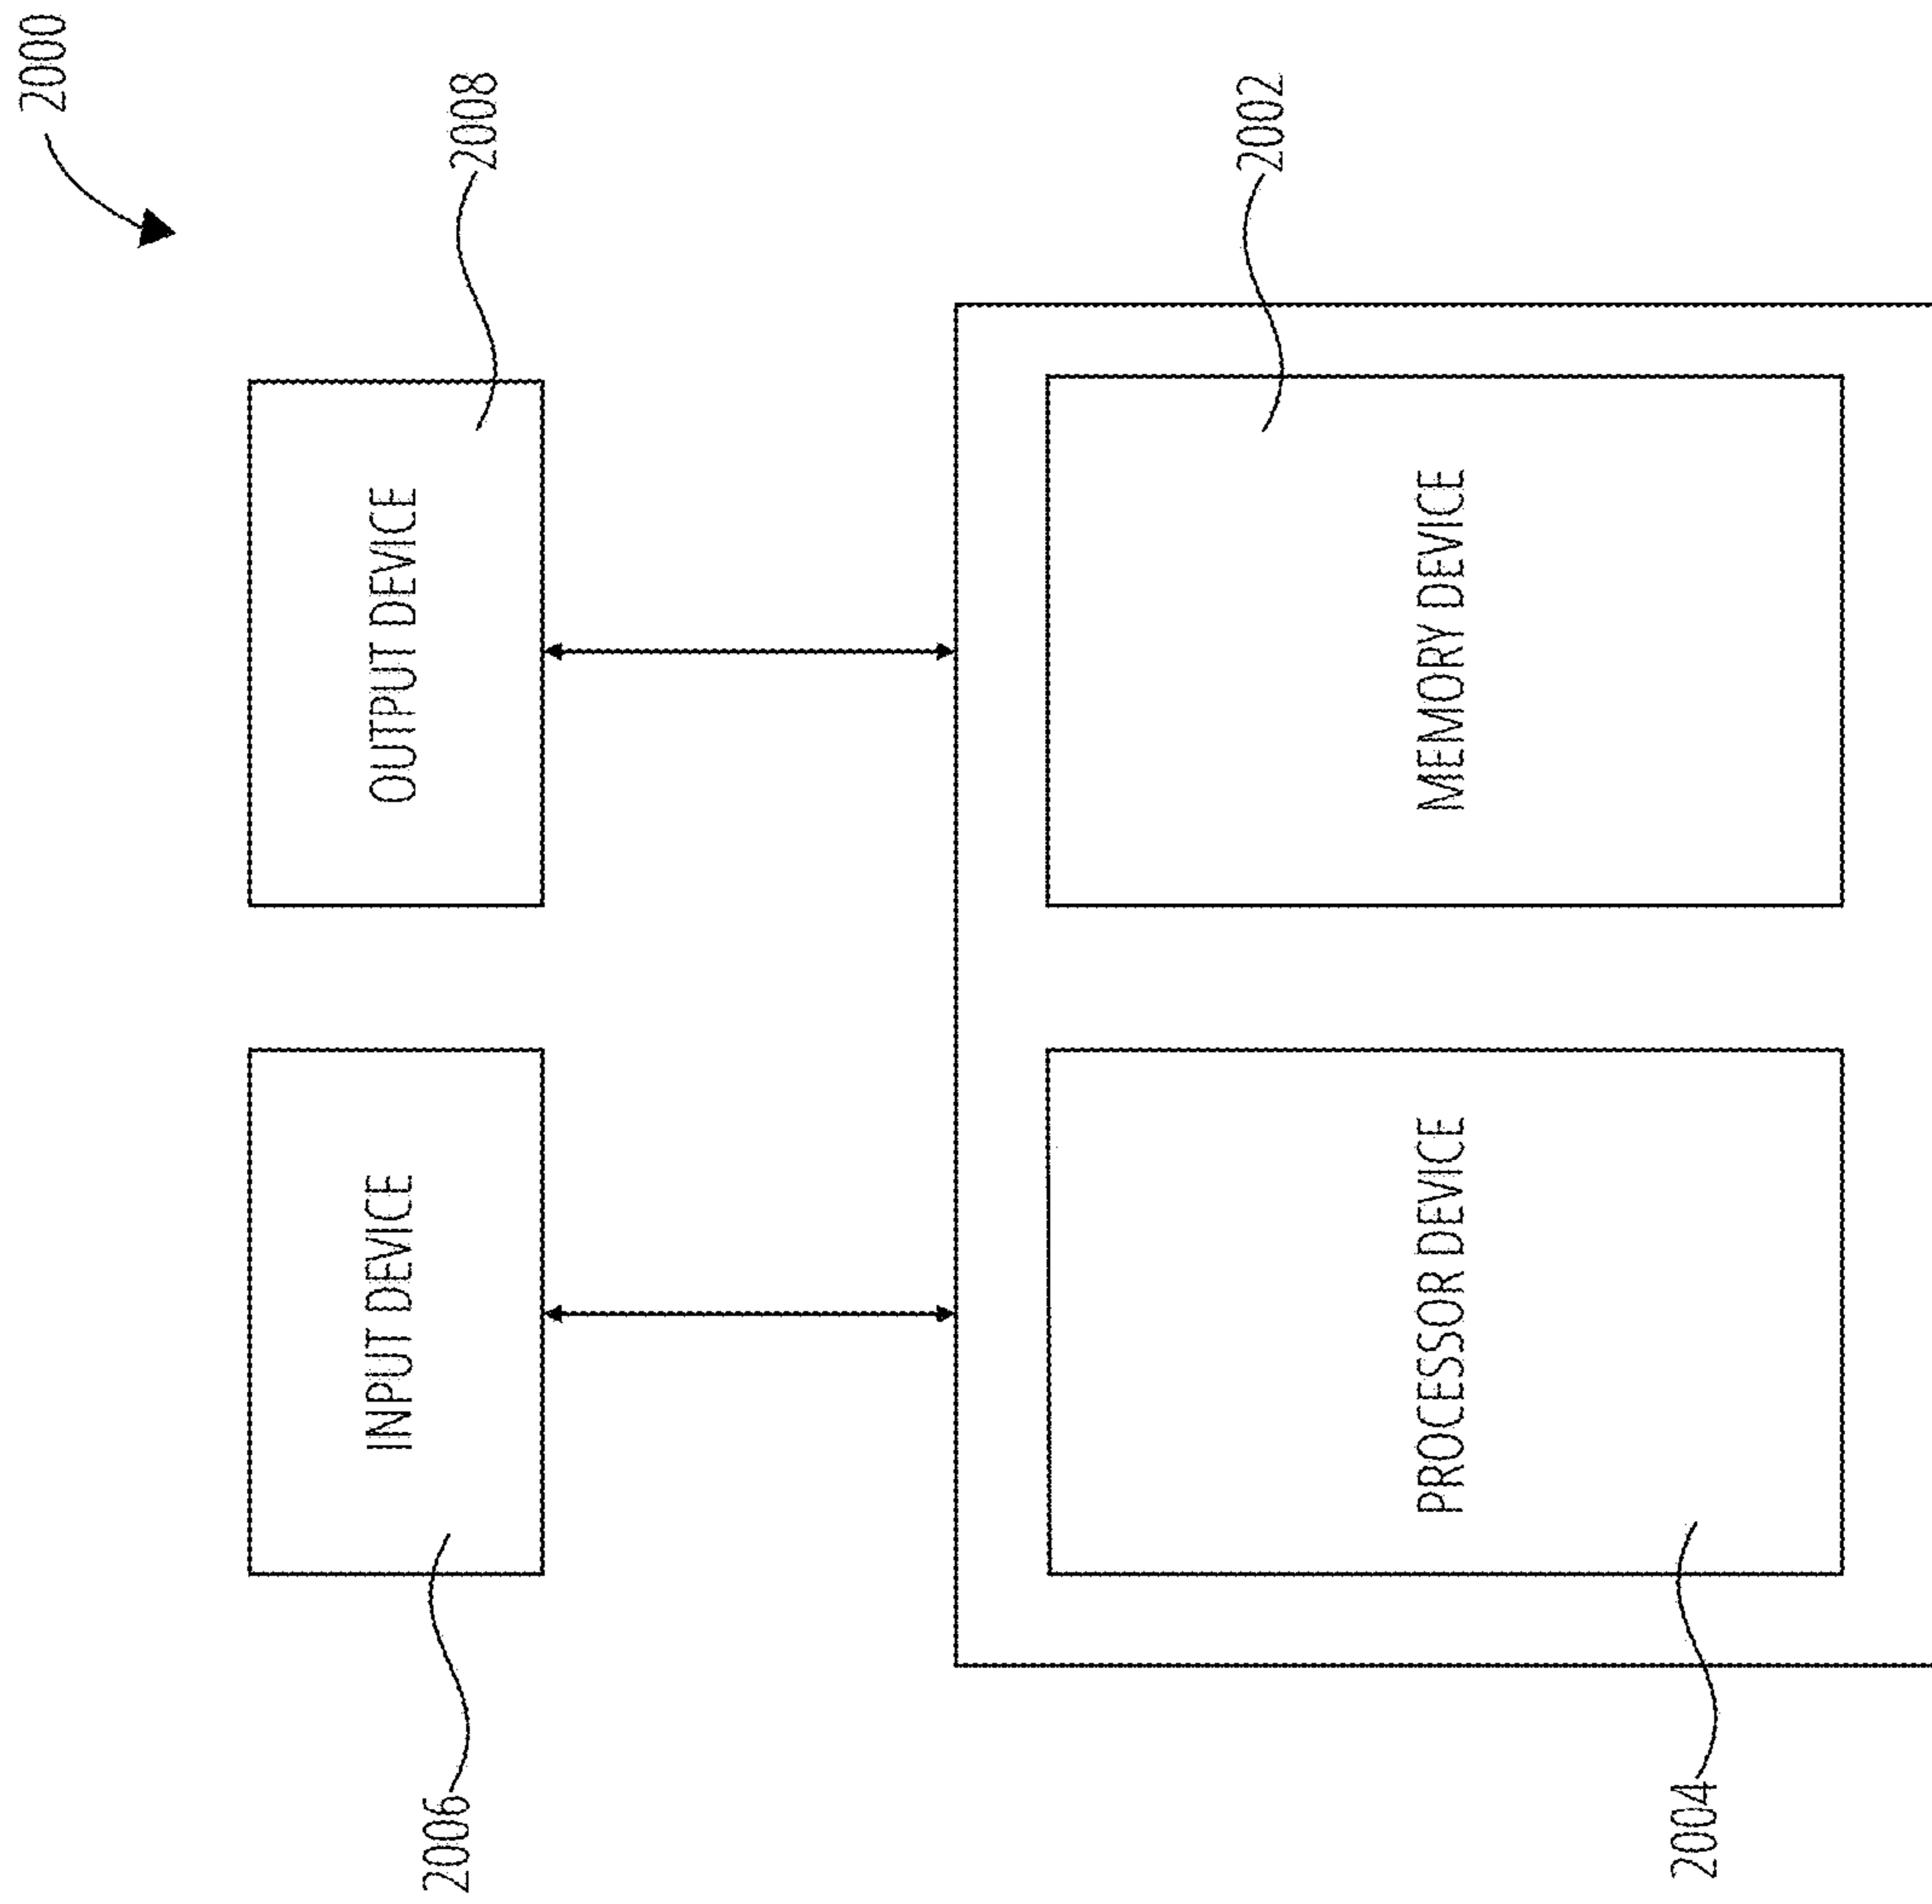 2000
2006
INPUT DEVICE
OUTPUT DEVICE
2008
PROCESSOR DEVICE
MEMORY DEVICE
2002
2004